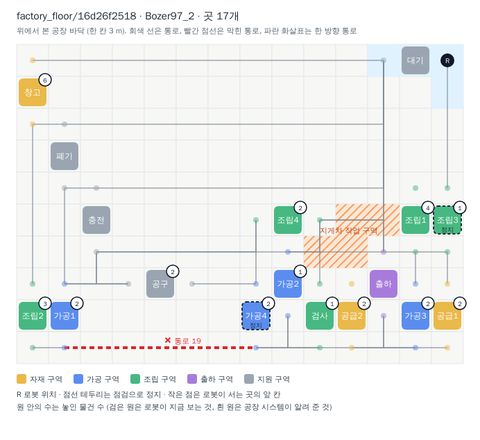 factory_floor/16d26f2518 · Bozer97_2 · 곳 17개
위에서 본 공장 바닥 (한 칸 3 m). 회색 선은 통로, 빨간 점선은 막힌 통로, 파란 화살표는 한 방향 통로
대기
R
6
창고
폐기
충전
2
조립4
4
조립1
1
조립3
정지
지게차 작업 구역
2
공구
1
가공2
출하
3
조립2
2
가공1
2
가공4
정지
1
검사
2
공급2
2
가공3
2
공급1
✕ 통로 19
자재 구역
가공 구역
조립 구역
출하 구역
지원 구역
R 로봇 위치 · 점선 테두리는 점검으로 정지 · 작은 점은 로봇이 서는 곳의 앞 칸
원 안의 수는 놓인 물건 수 (검은 원은 로봇이 지금 보는 것, 흰 원은 공장 시스템이 알려 준 것)